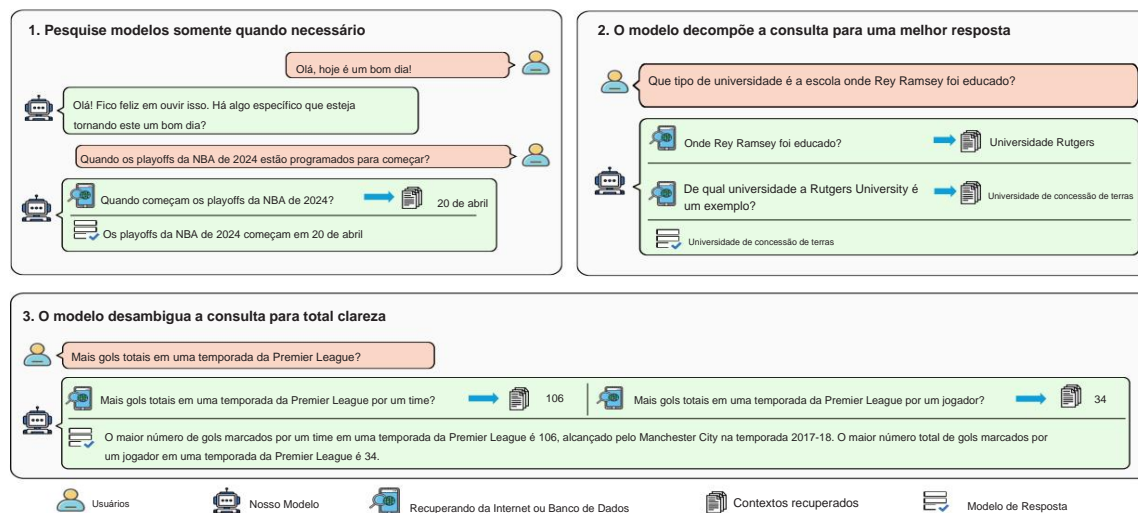 1. Pesquise modelos somente quando necessário
Olá, hoje é um bom dia!
Olá! Fico feliz em ouvir isso. Há algo específico que esteja
tornando este um bom dia?
Quando os playoffs da NBA de 2024 estão programados para começar?
Quando começam os playoffs da NBA de 2024?
20 de abril
Os playoffs da NBA de 2024 começam em 20 de abril
2. O modelo decompõe a consulta para uma melhor resposta
Que tipo de universidade é a escola onde Rey Ramsey foi educado?
Onde Rey Ramsey foi educado?
Universidade Rutgers
De qual universidade a Rutgers University é
um exemplo?
Universidade de concessão de terras
Universidade de concessão de terras
3. O modelo desambigua a consulta para total clareza
Mais gols totais em uma temporada da Premier League?
Mais gols totais em uma temporada da Premier League por um time?
106
Mais gols totais em uma temporada da Premier League por um jogador?
34
O maior número de gols marcados por um time em uma temporada da Premier League é 106, alcançado pelo Manchester City na temporada 2017-18. O maior número total de gols marcados por
um jogador em uma temporada da Premier League é 34.
Usuários
Nosso Modelo
Recuperando da Internet ou Banco de Dados
Contextos recuperados
Modelo de Resposta